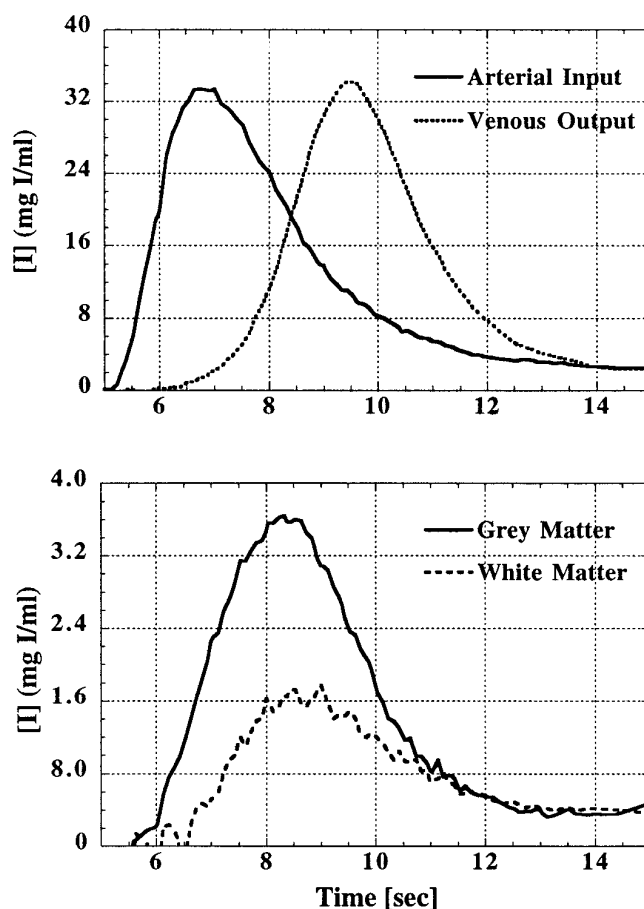 40
32
24
16
8
0
[I] (mg I/ml)
Arterial Input
Venous Output
6 8 10 12 14
4.0
3.2
2.4
1.6
8.0
0
[I] (mg I/ml)
Grey Matter
White Matter
6 8 10 12 14
Time [sec]